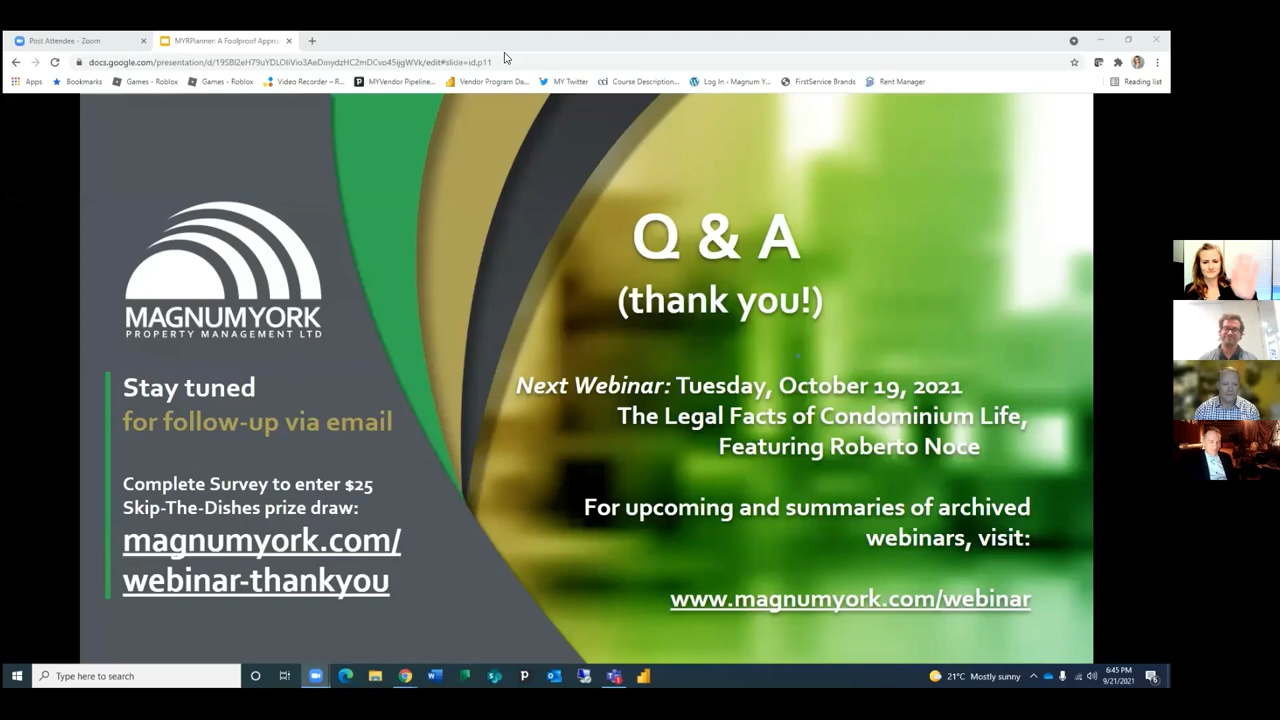 Post Attendee - Zoom
MYRPlanner: A Foolproof Appro
docs.google.com/presentation/d/
/edit#slide=id.p11
Apps
Bookmarks
Games - Roblox
Games - Roblox
Video Recorder – R...
MYVendor Pipeline...
Vendor Program Da...
MY Twitter
Course Description...
Log In ‹ Magnum Y...
FirstService Brands
Rent Manager
Reading list
MAGNUMYORK
PROPERTY MANAGEMENT LTD
Stay tuned
for follow-up via email
Complete Survey to enter $25
Skip-The-Dishes prize draw:
magnumyork.com/
webinar-thankyou
Q & A
(thank you!)
Next Webinar: Tuesday, October 19, 2021
The Legal Facts of Condominium Life,
Featuring Roberto Noce
For upcoming and summaries of archived
webinars, visit:
www.magnumyork.com/webinar
Type here to search
21°C Mostly sunny
6:45 PM
9/21/2021